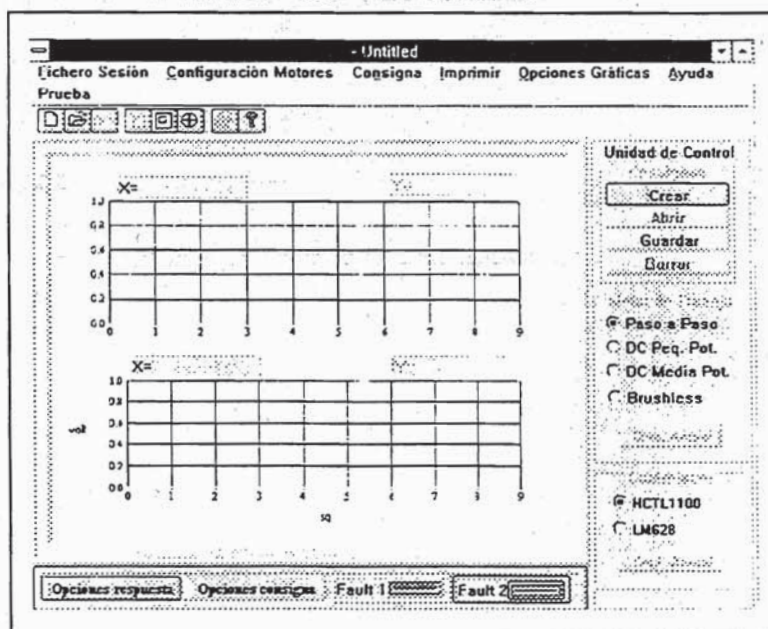 - Untitled
Fichero Sesión Configuración Motores Consigna Imprimir Opciones Gráficas Ayuda
Prueba
Unidad de Control
Crear
Abrir
Guardar
Borrar
X= Y=
1.0
0.8
0.6
0.4
0.2
0.0
0 1 2 3 4 5 6 7 8 9
Paso a Paso
DC Peq. Pot.
DC Media Pot.
Brushless
X= Y=
1.0
0.8
0.6
0.4
0.2
0.0
volt
0 1 2 3 4 5 6 7 8 9
HCTL1100
LM628
Opciones respuesta Opciones consigna Fault 1 Fault 2